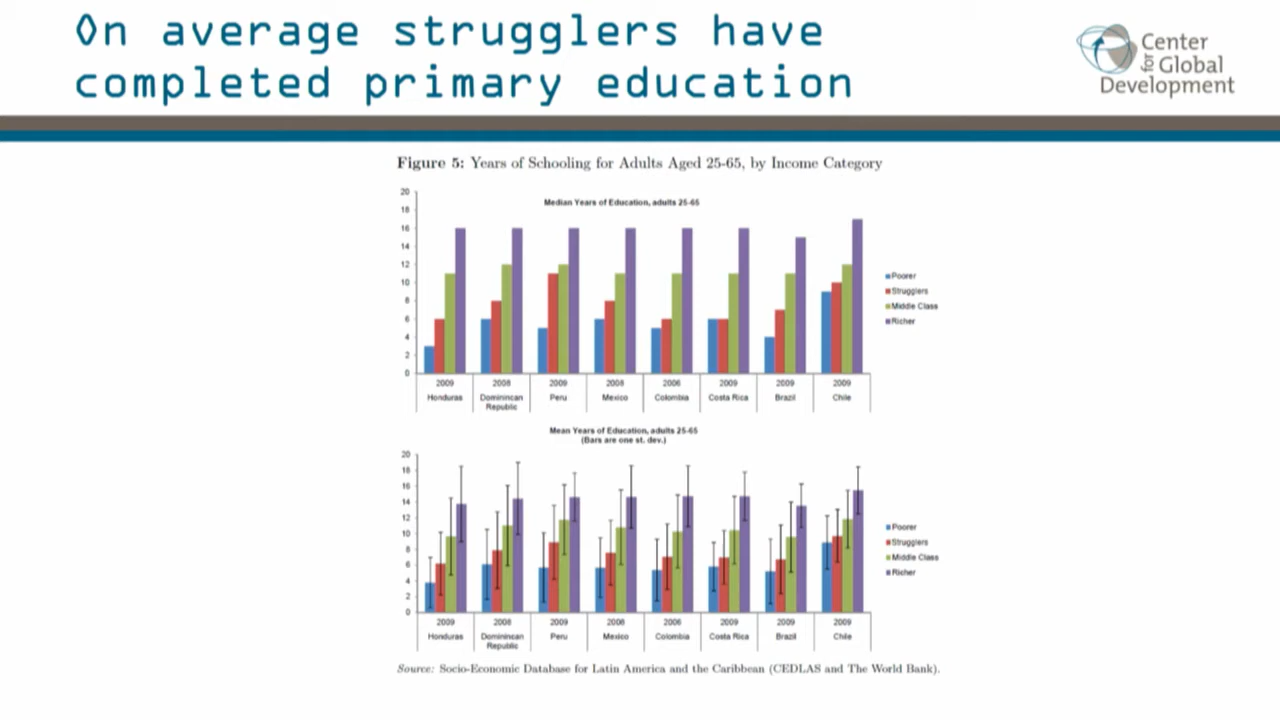 On average strugglers have
completed primary education
Center
for Global
Development
Figure 5: Years of Schooling for Adults Aged 25-65, by Income Category
Median Years of Education, adults 25-65
20
18
16
14
12
10
8
6
4
2
0
2009 2008 2009 2008 2006 2009 2009 2009
Honduras Dominincan Peru Mexico Colombia Costa Rica Brazil Chile
Republic
Poorer
Strugglers
Middle Class
Richer
Mean Years of Education, adults 25-65
(Bars are one st. dev.)
20
18
16
14
12
10
8
6
4
2
0
2009 2008 2009 2008 2006 2009 2009 2009
Honduras Dominincan Peru Mexico Colombia Costa Rica Brazil Chile
Republic
Poorer
Strugglers
Middle Class
Richer
Source: Socio-Economic Database for Latin America and the Caribbean (CEDLAS and The World Bank).